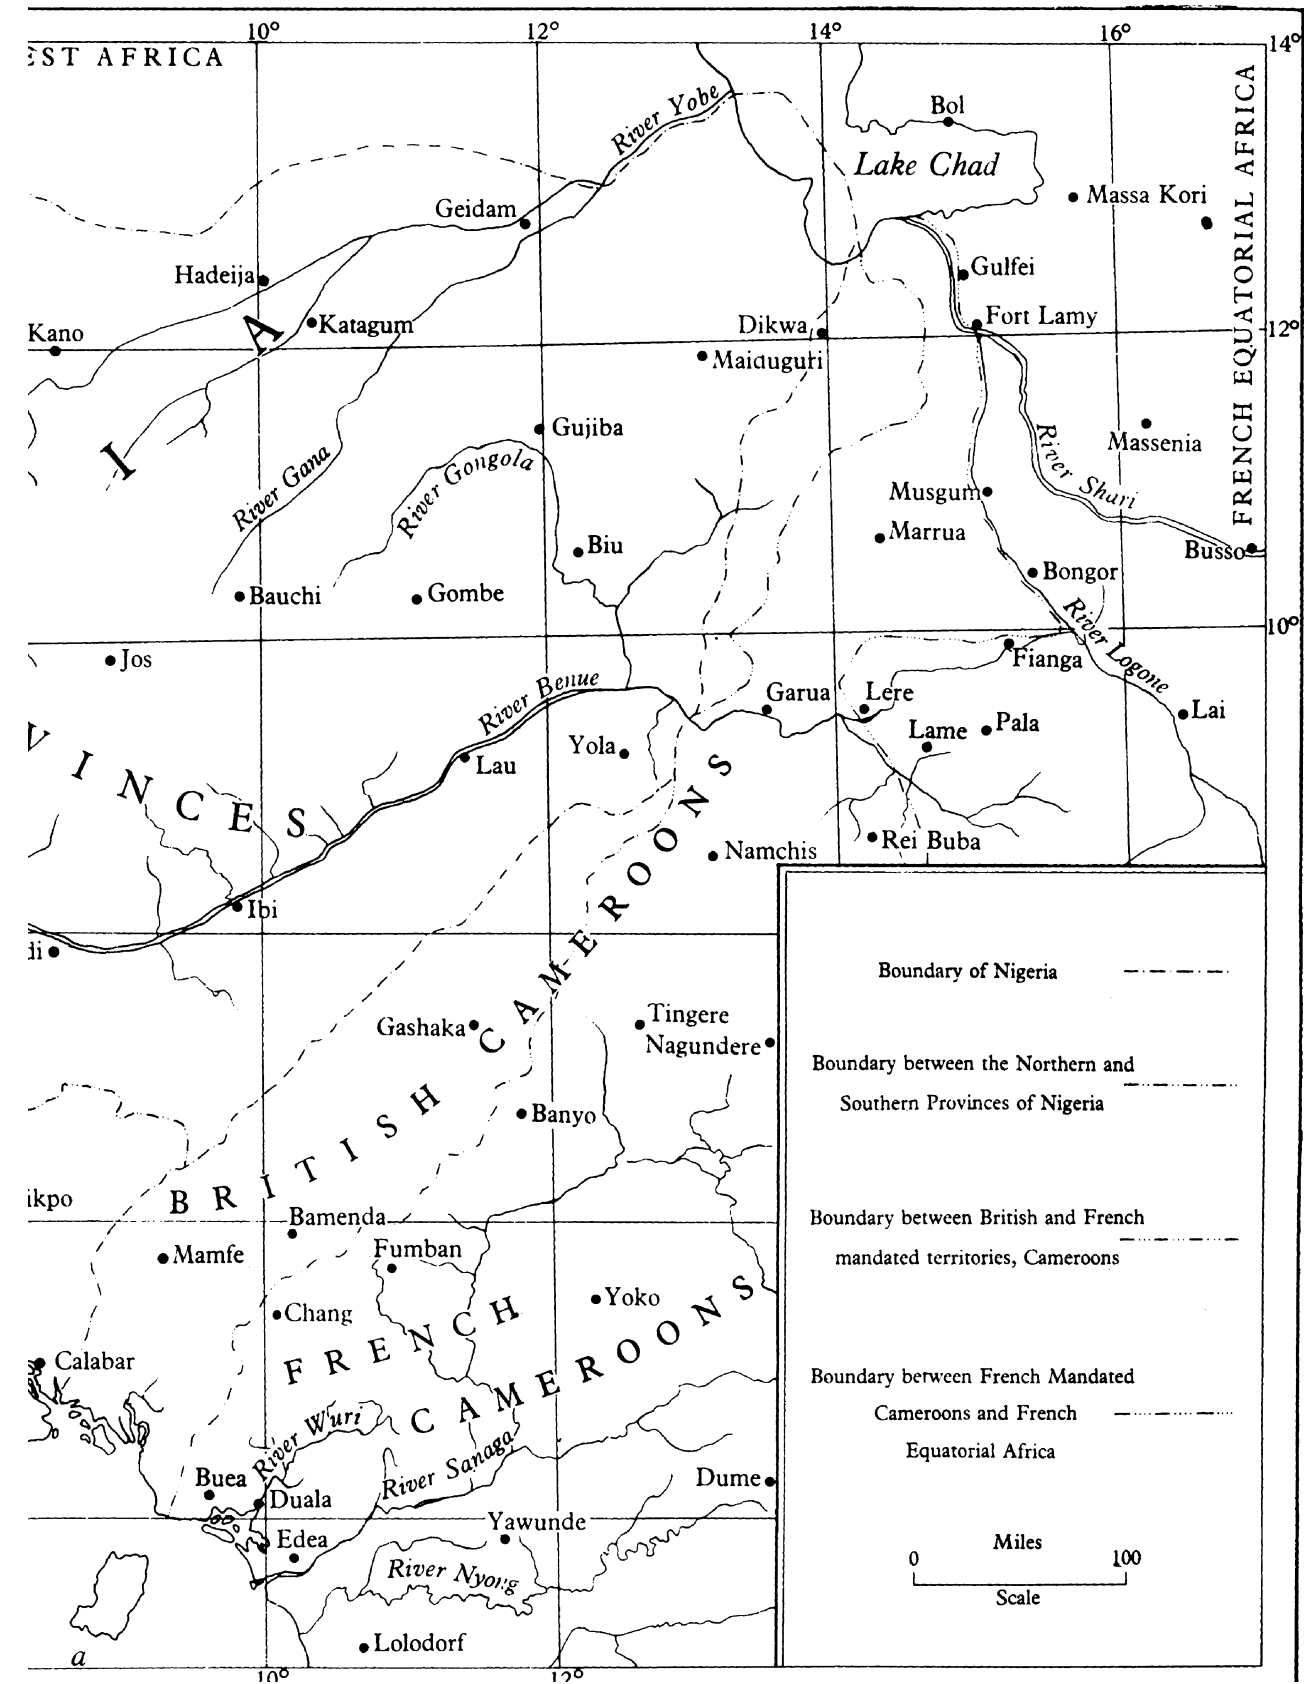 10° 12° 14° 16°
14°
EST AFRICA
FRENCH EQUATORIAL AFRICA
River Yobe
Bol
Lake Chad
Massa Kori
Geidam
Hadeija
Gulfei
A
Katagum
Kano
Dikwa
Fort Lamy
12°
Maiduguri
I
Gujiba
Massenia
River Gana
River Gongola
River Shari
Musgum
Marrua
Biu
Busso
Bongor
Bauchi
Gombe
10°
River Logone
Jos
Fianga
River Benue
Garua
Lere
Lai
Pala
Lame
Yola
Lau
VINCES
Rei Buba
Namchis
Ibi
di
Boundary of Nigeria
Tingere
Gashaka
Nagundere
Boundary between the Northern and
Southern Provinces of Nigeria
Banyo
BRITISH CAMEROONS
ikpo
Bamenda
Boundary between British and French
mandated territories, Cameroons
Mamfe
Fumban
Yoko
Chang
FRENCH
CAMEROONS
Calabar
Boundary between French Mandated
Cameroons and French
Equatorial Africa
River Wuri
River Sanaga
Buea
Dume
Duala
Yawunde
Edea
Miles
0 100
Scale
River Nyong
Lolodorf
a
10° 12°